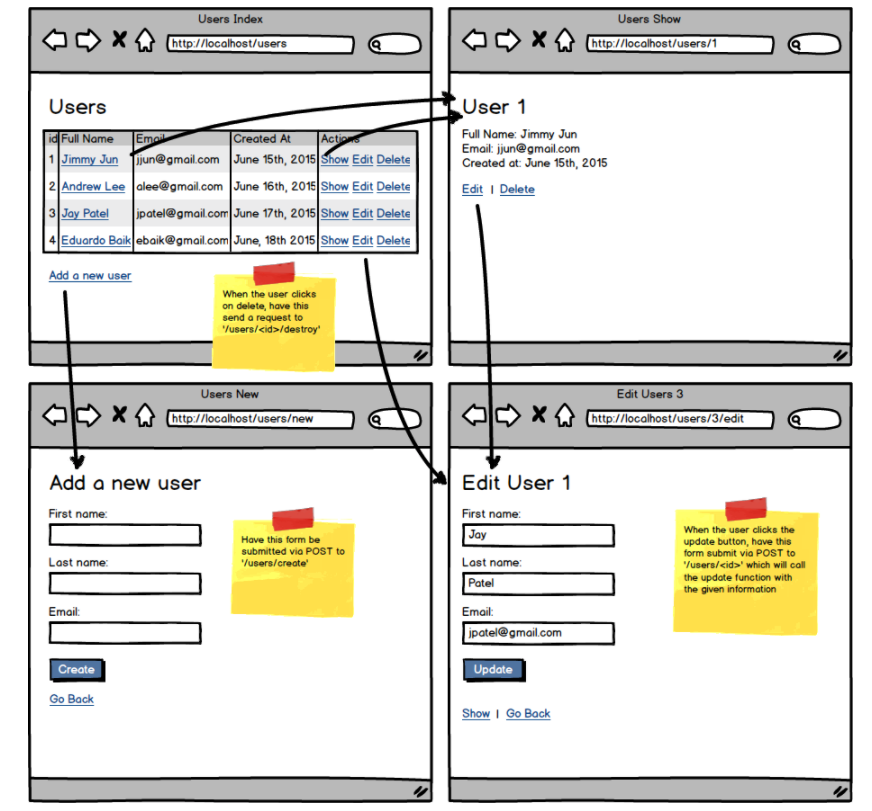 Users Index
http://localhost/users
Users
id Full Name Email Created At Actions
1 Jimmy Jun jjun@gmail.com June 15th, 2015 Show Edit Delete
2 Andrew Lee alee@gmail.com June 16th, 2015 Show Edit Delete
3 Jay Patel jpatel@gmail.com June 17th, 2015 Show Edit Delete
4 Eduardo Baik ebaik@gmail.com June, 18th 2015 Show Edit Delete
Add a new user
When the user clicks
on delete, have this
send a request to
'/users/<id>/destroy'
Users Show
http://localhost/users/1
User 1
Full Name: Jimmy Jun
Email: jjun@gmail.com
Created at: June 15th, 2015
Edit | Delete
Users New
http://localhost/users/new
Add a new user
First name:
Last name:
Email:
Create
Go Back
Have this form be
submitted via POST to
'/users/create'
Edit Users 3
http://localhost/users/3/edit
Edit User 1
First name:
Jay
Last name:
Patel
Email:
jpatel@gmail.com
Update
Show | Go Back
When the user clicks the
update button, have this
form submit via POST to
'/users/<id>' which will call
the update function with
the given information